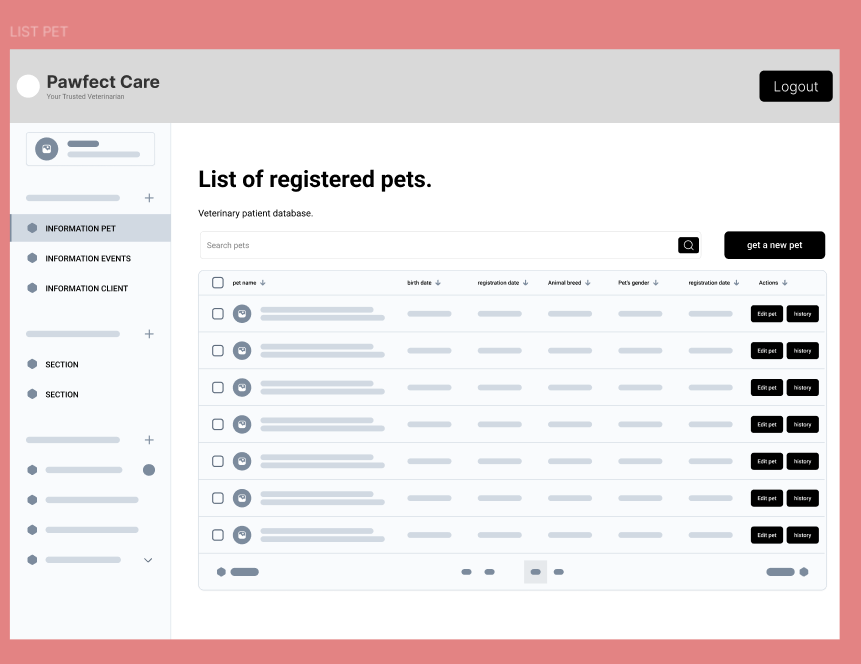 LIST PET
Pawfect Care
Your Trusted Veterinarian
Logout
INFORMATION PET
INFORMATION EVENTS
INFORMATION CLIENT
SECTION
SECTION
List of registered pets.
Veterinary patient database.
Search pets
get a new pet
pet name birth date registration date Animal breed Pet's gender registration date Actions
Edit pet history
Edit pet history
Edit pet history
Edit pet history
Edit pet history
Edit pet history
Edit pet history